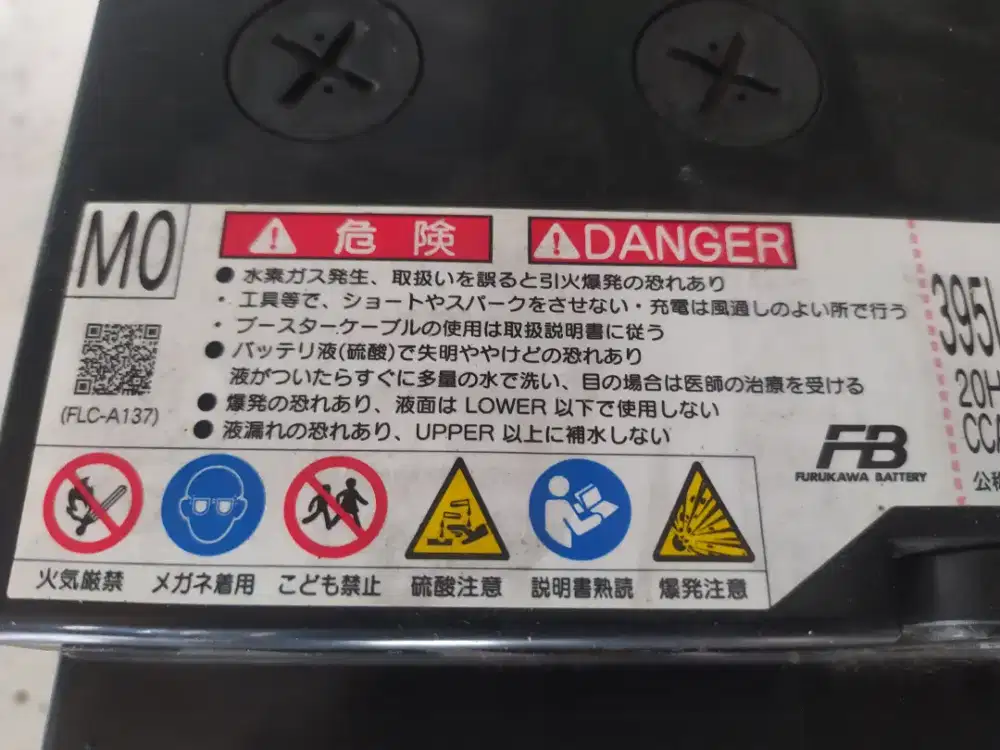 M0
危険
DANGER
● 水素ガス発生、取扱いを誤ると引火爆発の恐れあり
・工具等で、ショートやスパークをさせない・充電は風通しのよい所で行う
・ブースターケーブルの使用は取扱説明書に従う
● バッテリ液(硫酸)で失明ややけどの恐れあり
液がついたらすぐに多量の水で洗い、目の場合は医師の治療を受ける
● 爆発の恐れあり、液面は LOWER 以下で使用しない
● 液漏れの恐れあり、UPPER 以上に補水しない
(FLC-A137)
FB
FURUKAWA BATTERY
395
20H
CCA
公称
火気厳禁
メガネ着用
こども禁止
硫酸注意
説明書熟読
爆発注意